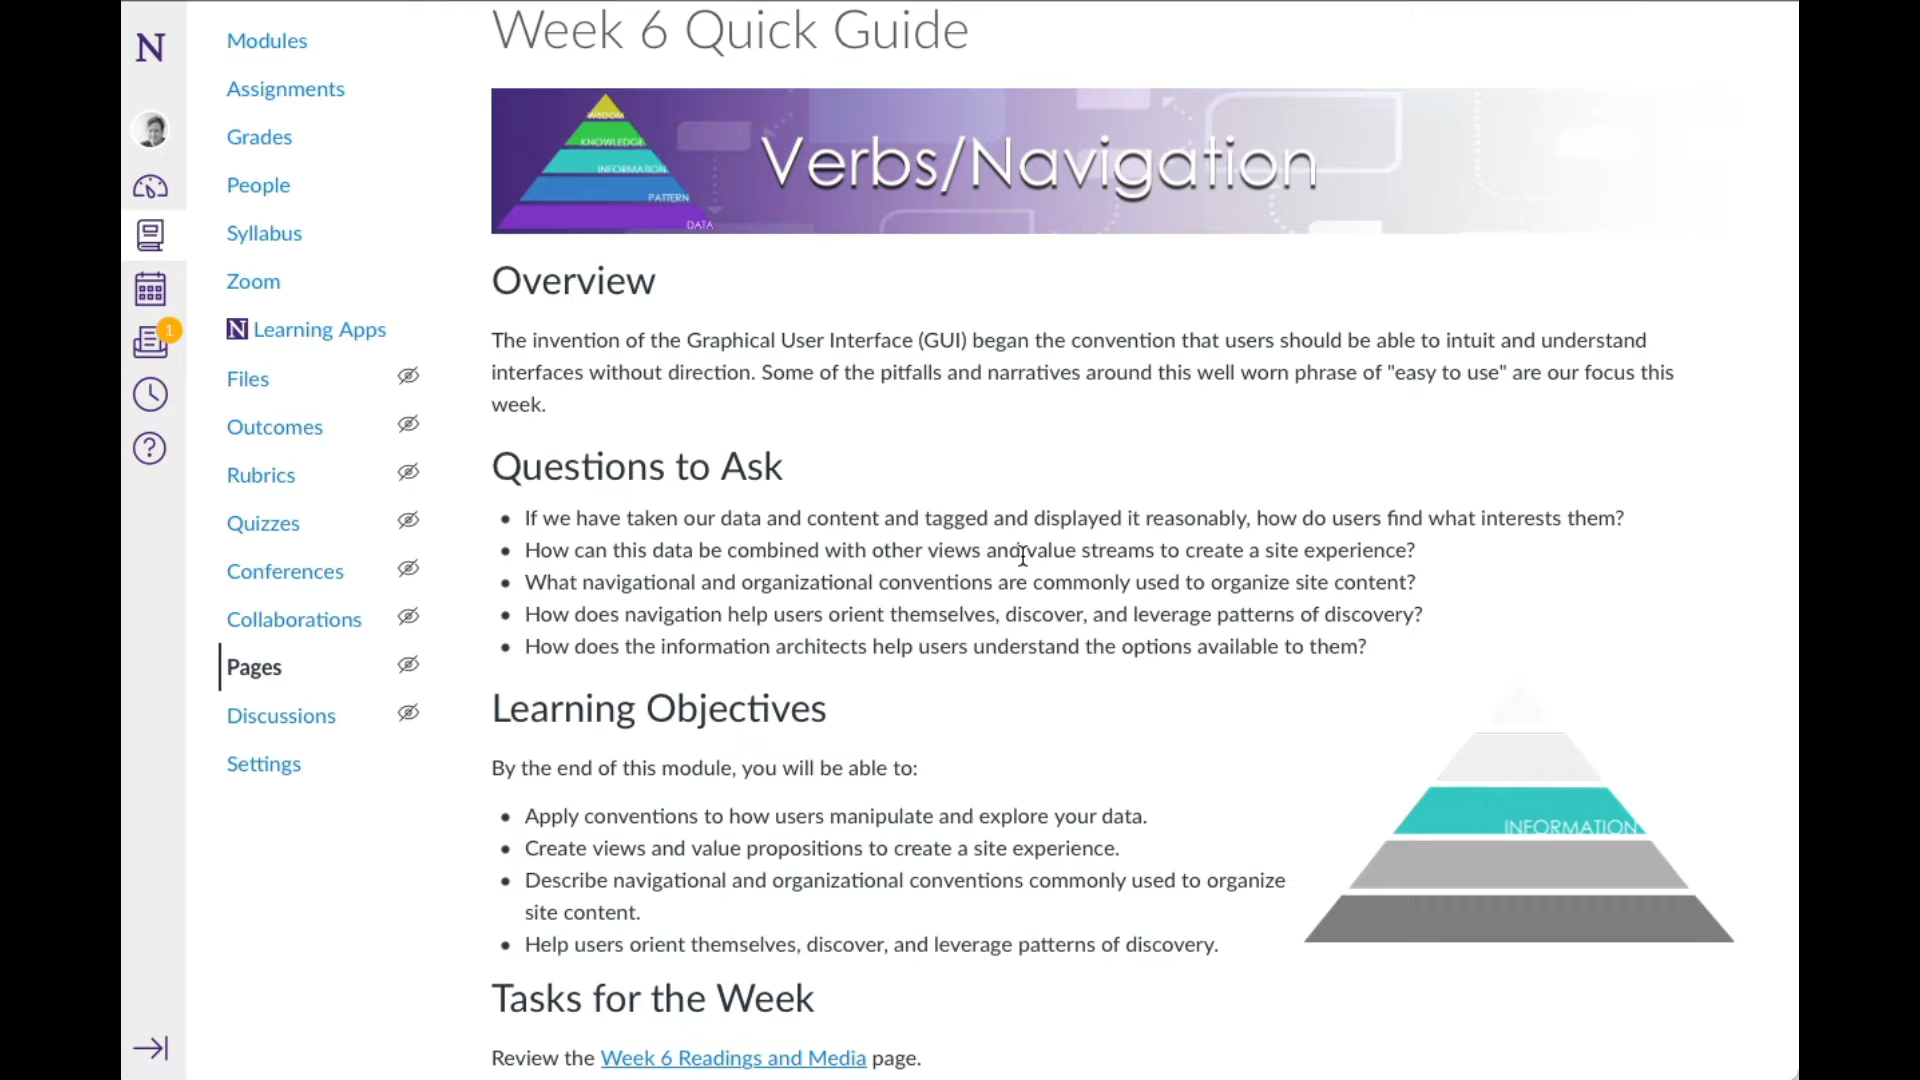 N
1
Modules
Assignments
Grades
People
Syllabus
Zoom
N Learning Apps
Files
Outcomes
Rubrics
Quizzes
Conferences
Collaborations
Pages
Discussions
Settings
Week 6 Quick Guide
WISDOM
KNOWLEDGE
INFORMATION
PATTERN
DATA
Verbs/Navigation
Overview
The invention of the Graphical User Interface (GUI) began the convention that users should be able to intuit and understand
interfaces without direction. Some of the pitfalls and narratives around this well worn phrase of "easy to use" are our focus this
week.
Questions to Ask
• If we have taken our data and content and tagged and displayed it reasonably, how do users find what interests them?
• How can this data be combined with other views and value streams to create a site experience?
• What navigational and organizational conventions are commonly used to organize site content?
• How does navigation help users orient themselves, discover, and leverage patterns of discovery?
• How does the information architects help users understand the options available to them?
Learning Objectives
By the end of this module, you will be able to:
• Apply conventions to how users manipulate and explore your data.
• Create views and value propositions to create a site experience.
• Describe navigational and organizational conventions commonly used to organize
site content.
• Help users orient themselves, discover, and leverage patterns of discovery.
INFORMATION
Tasks for the Week
Review the Week 6 Readings and Media page.